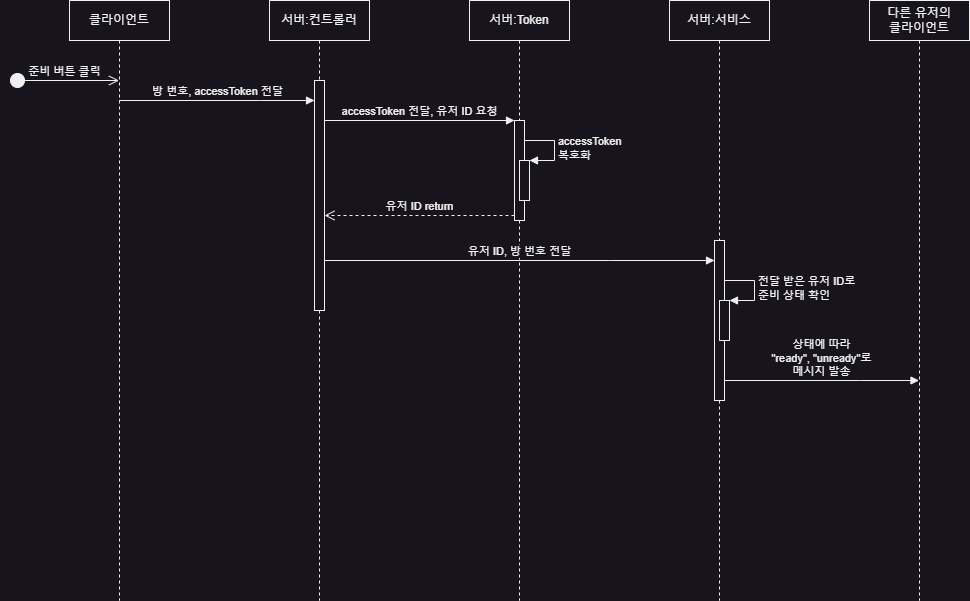 클라이언트
서버:컨트롤러
서버:Token
서버:서비스
다른 유저의
클라이언트
준비 버튼 클릭
방 번호, accessToken 전달
accessToken 전달, 유저 ID 요청
accessToken
복호화
유저 ID return
유저 ID, 방 번호 전달
전달 받은 유저 ID로
준비 상태 확인
상태에 따라
"ready", "unready"로
메시지 발송